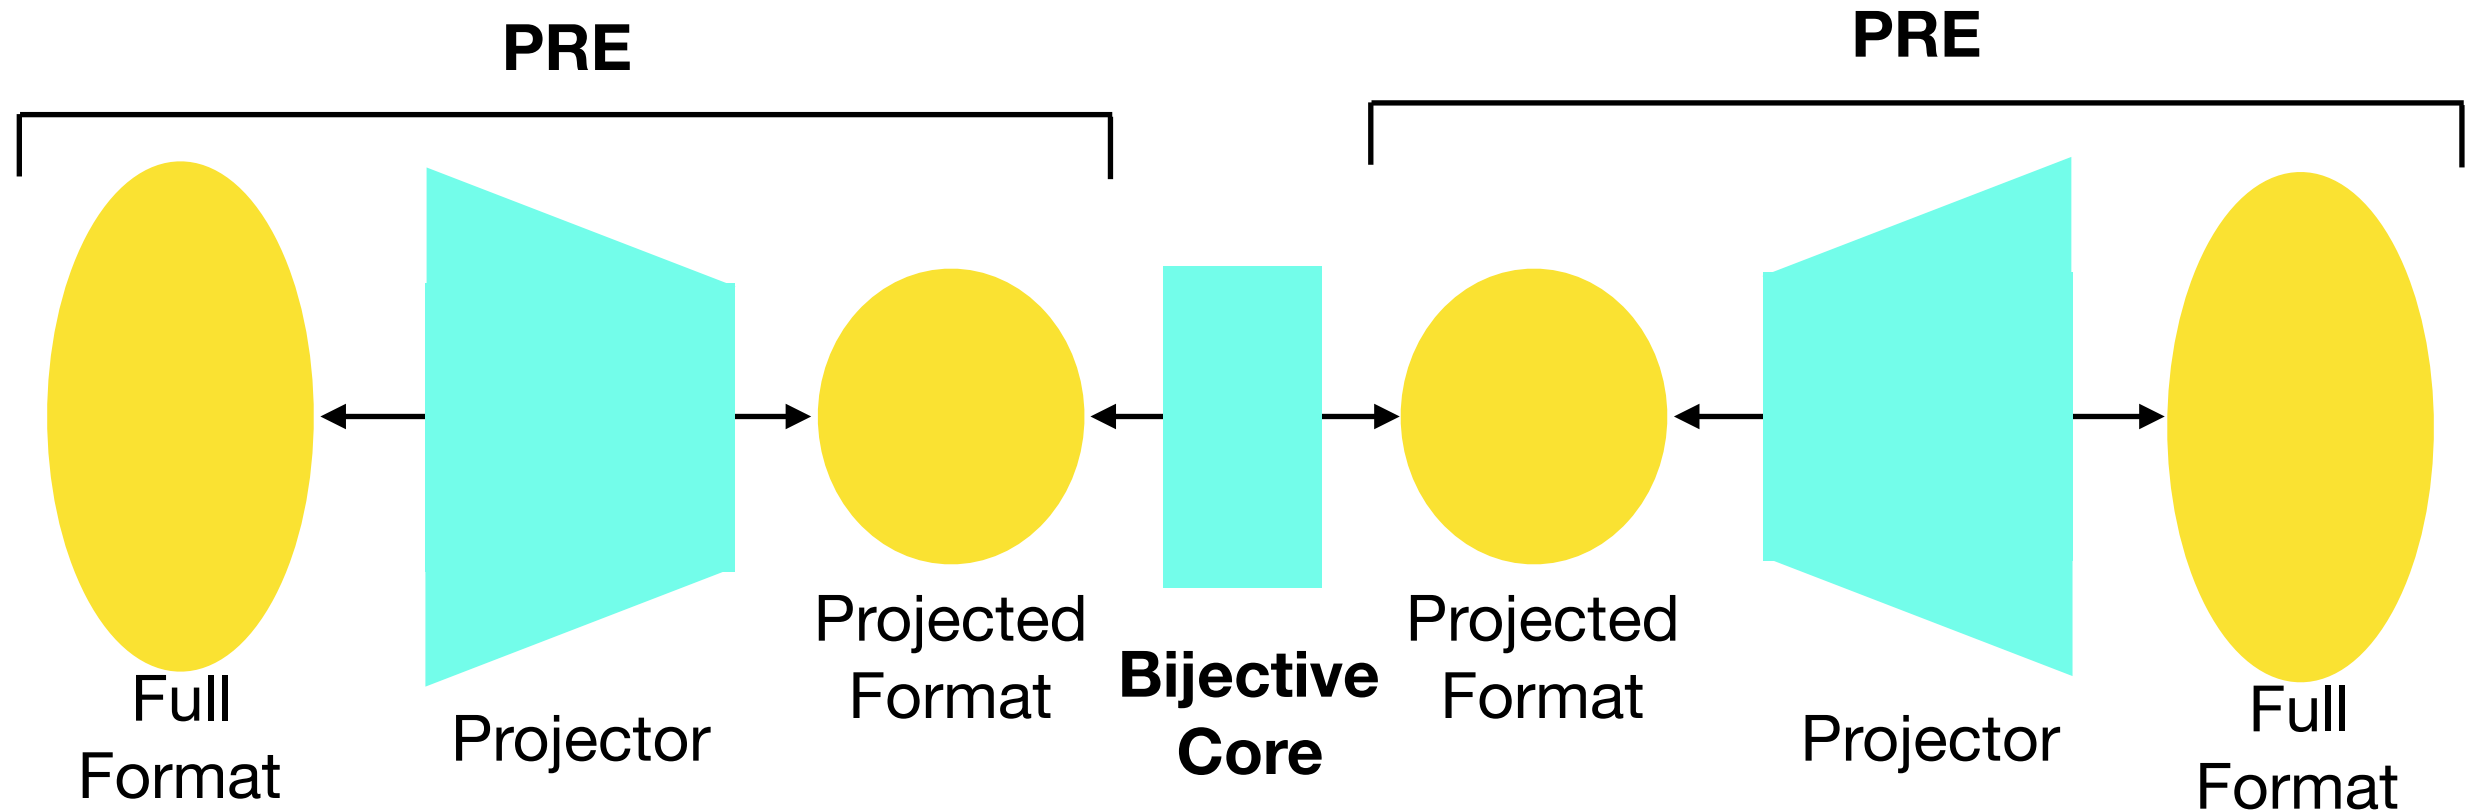 PRE
PRE
Full
Format
Projector
Projected
Format
Bijective
Core
Projected
Format
Projector
Full
Format